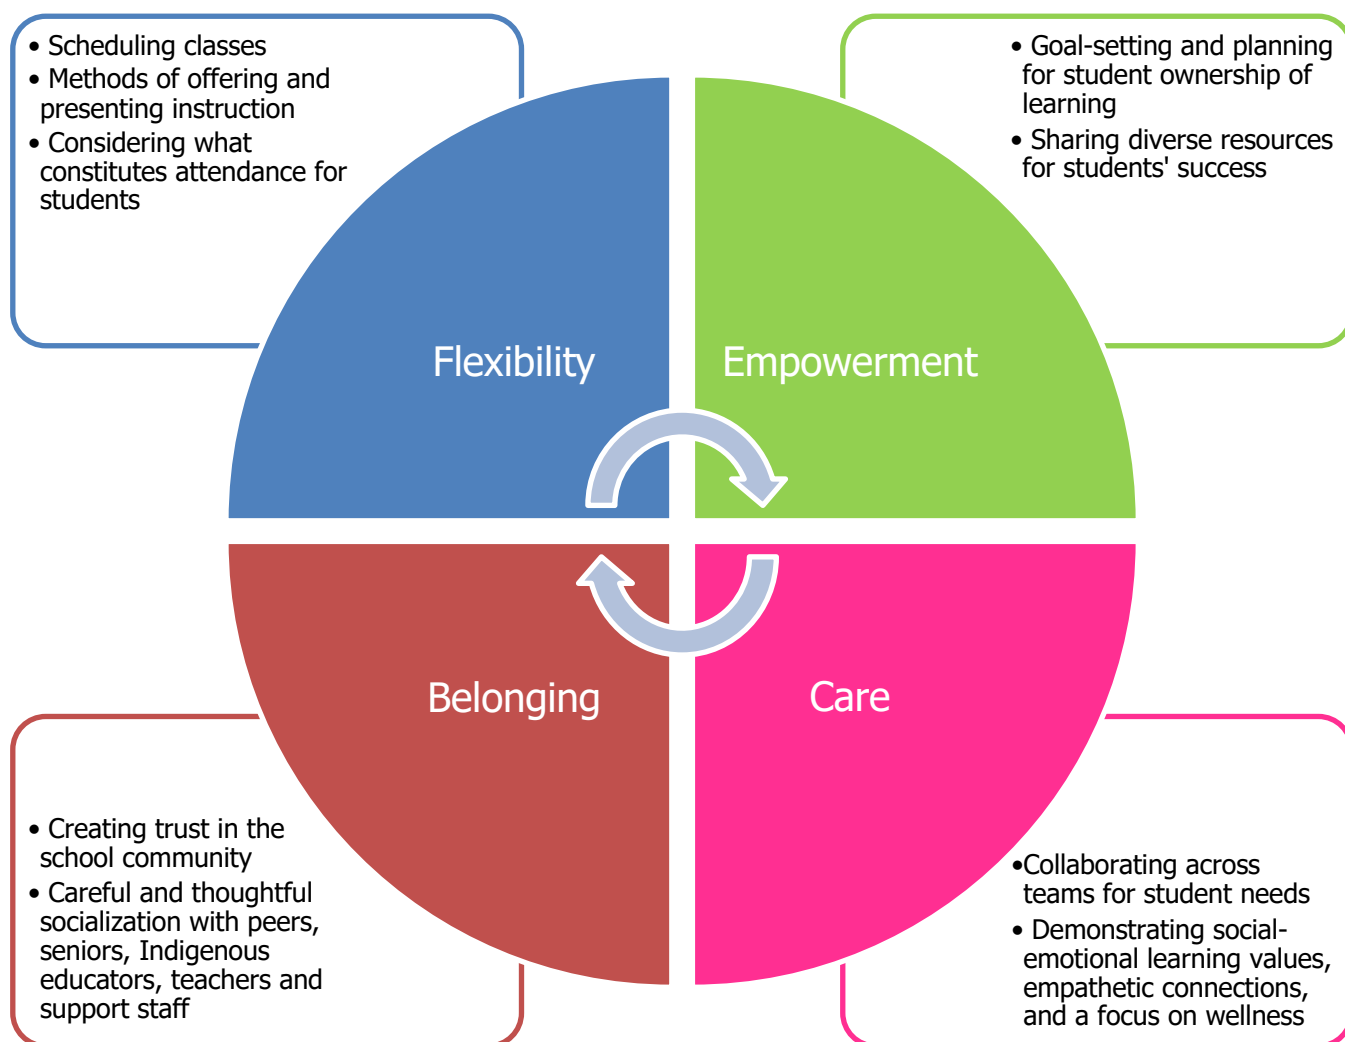 • Scheduling classes
• Methods of offering and
presenting instruction
• Considering what
constitutes attendance for
students
• Goal-setting and planning
for student ownership of
learning
• Sharing diverse resources
for students' success
Flexibility
Empowerment
Belonging
Care
• Creating trust in the
school community
• Careful and thoughtful
socialization with peers,
seniors, Indigenous
educators, teachers and
support staff
•Collaborating across
teams for student needs
• Demonstrating social-
emotional learning values,
empathetic connections,
and a focus on wellness